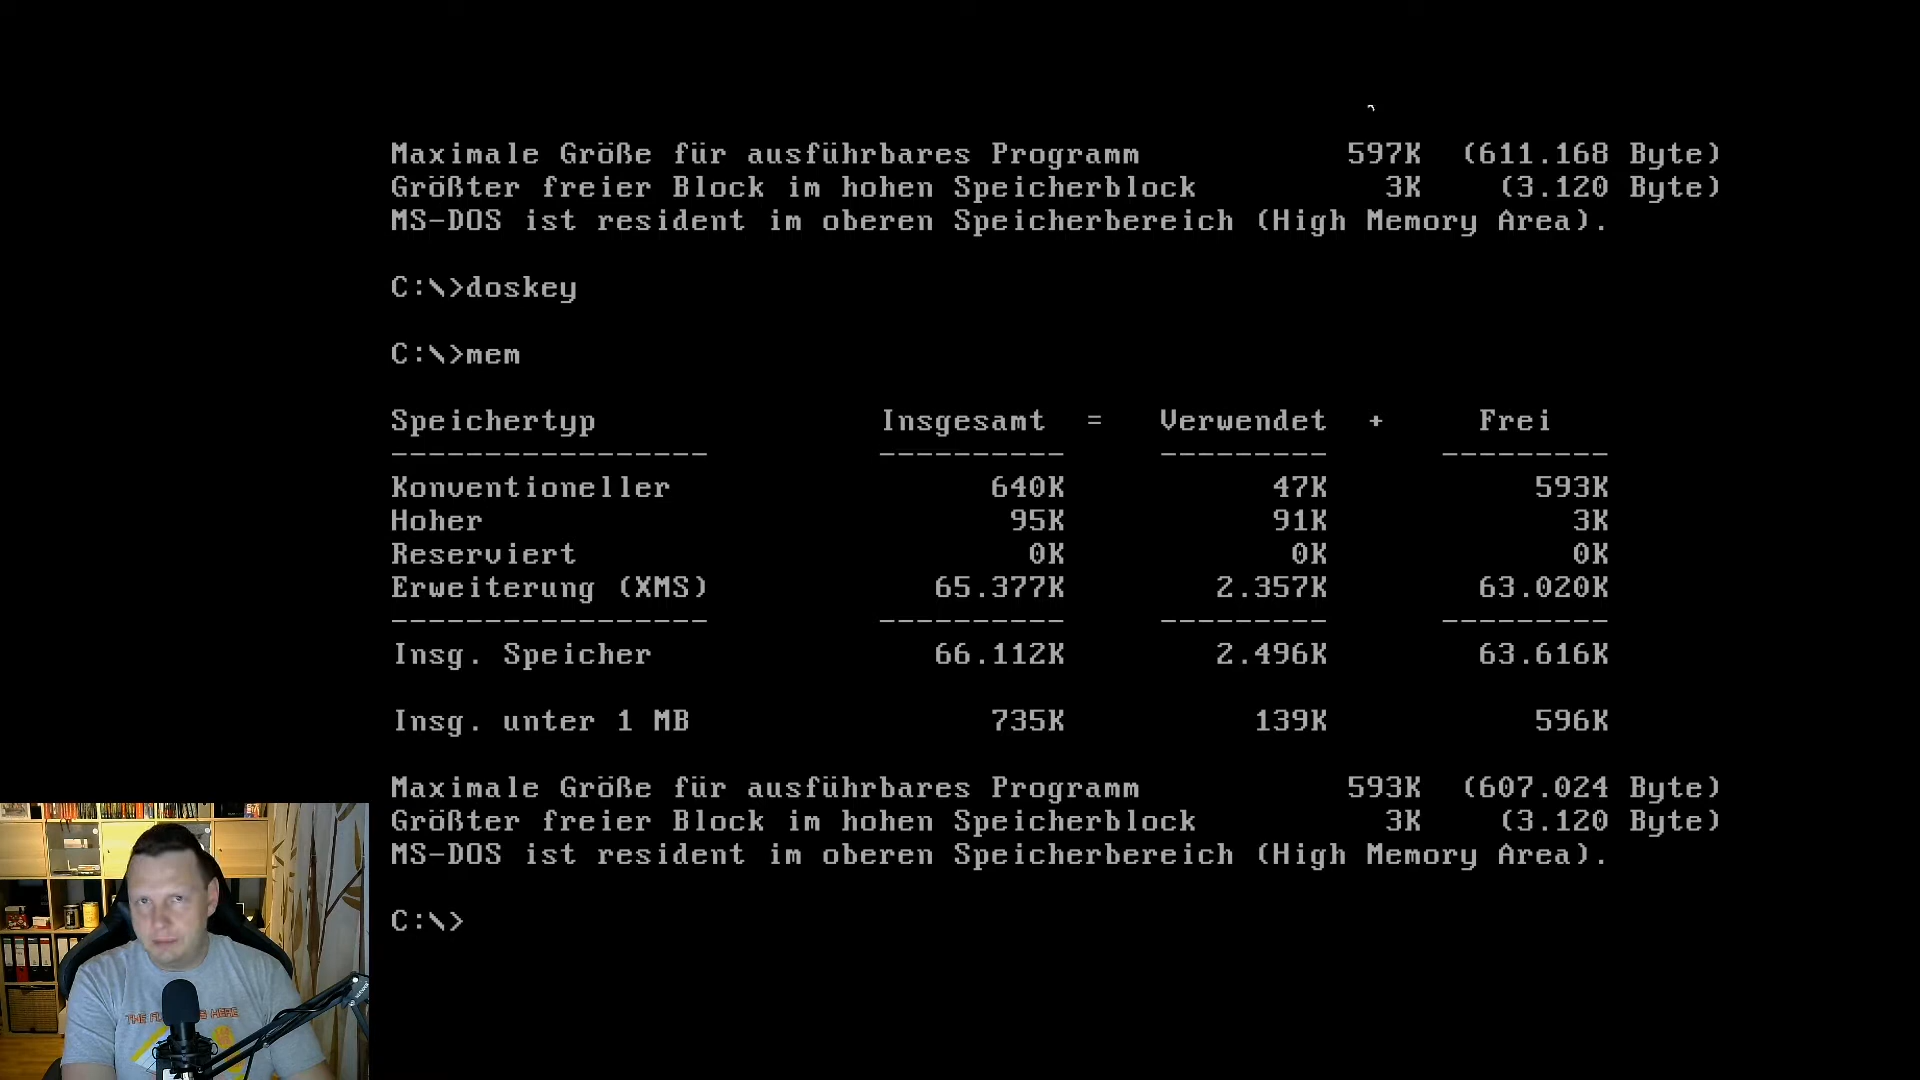 Maximale Größe für ausführbares Programm 597K (611.168 Byte)
Größter freier Block im hohen Speicherblock 3K (3.120 Byte)
MS-DOS ist resident im oberen Speicherbereich (High Memory Area).
C:\>doskey
C:\>mem
Speichertyp Insgesamt = Verwendet + Frei
----------------- ---------- --------- ---------
Konventioneller 640K 47K 593K
Hoher 95K 91K 3K
Reserviert 0K 0K 0K
Erweiterung (XMS) 65.377K 2.357K 63.020K
----------------- ---------- --------- ---------
Insg. Speicher 66.112K 2.496K 63.616K
Insg. unter 1 MB 735K 139K 596K
Maximale Größe für ausführbares Programm 593K (607.024 Byte)
Größter freier Block im hohen Speicherblock 3K (3.120 Byte)
MS-DOS ist resident im oberen Speicherbereich (High Memory Area).
C:\>
THE HERE